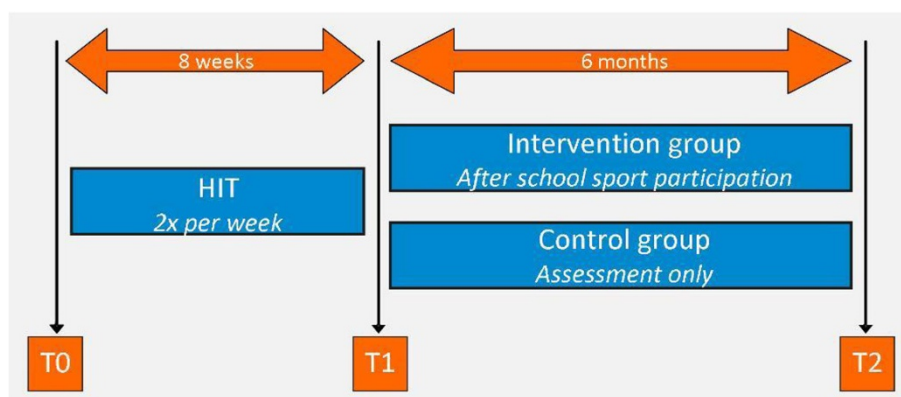 8 weeks
6 months
HIT
2x per week
Intervention group
After school sport participation
Control group
Assessment only
T0
T1
T2